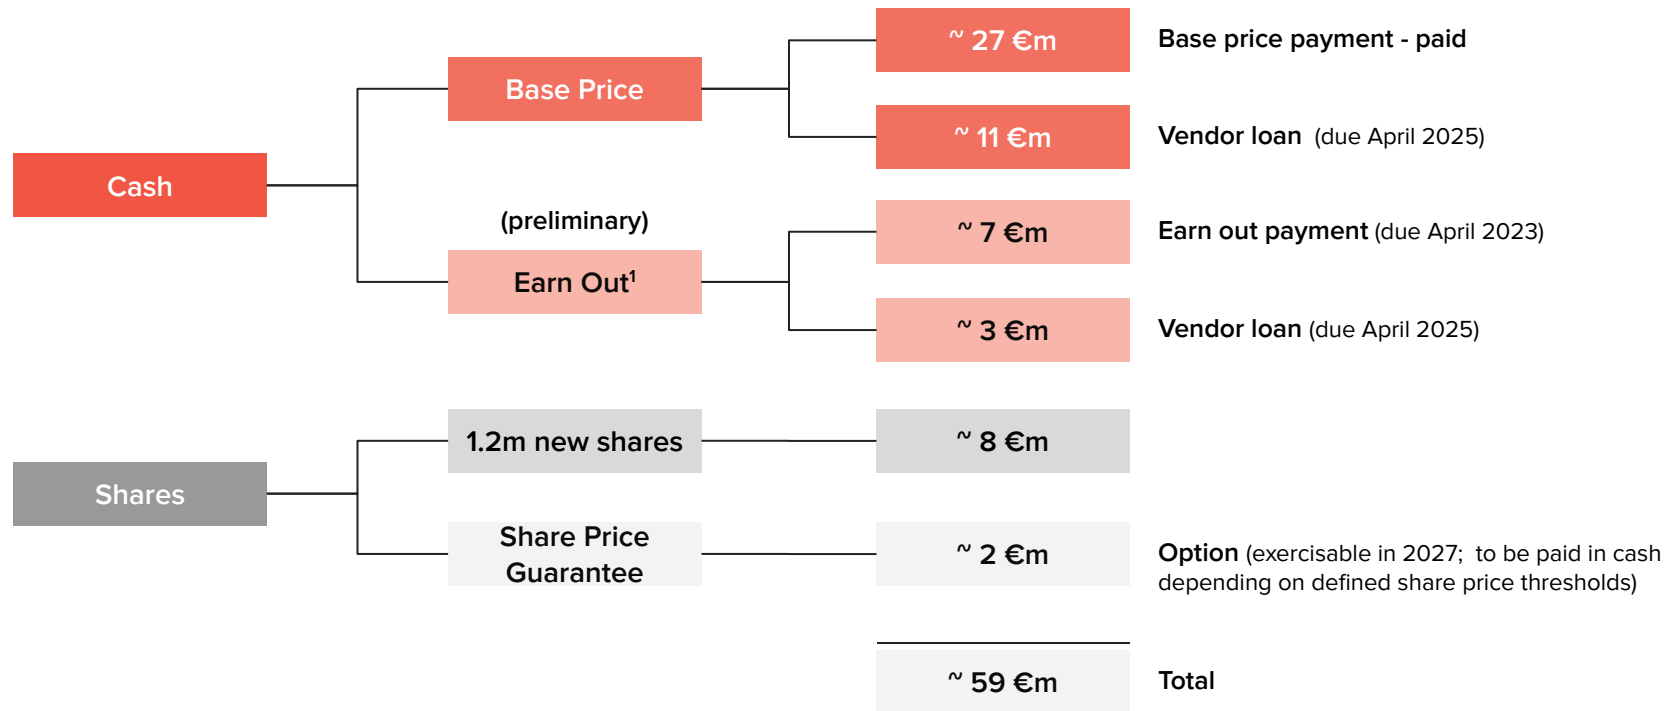 Cash
Base Price
~ 27 €m
Base price payment - paid
~ 11 €m
Vendor loan (due April 2025)
(preliminary)
Earn Out¹
~ 7 €m
Earn out payment (due April 2023)
~ 3 €m
Vendor loan (due April 2025)
Shares
1.2m new shares
~ 8 €m
Share Price
Guarantee
~ 2 €m
Option (exercisable in 2027; to be paid in cash
depending on defined share price thresholds)
~ 59 €m
Total